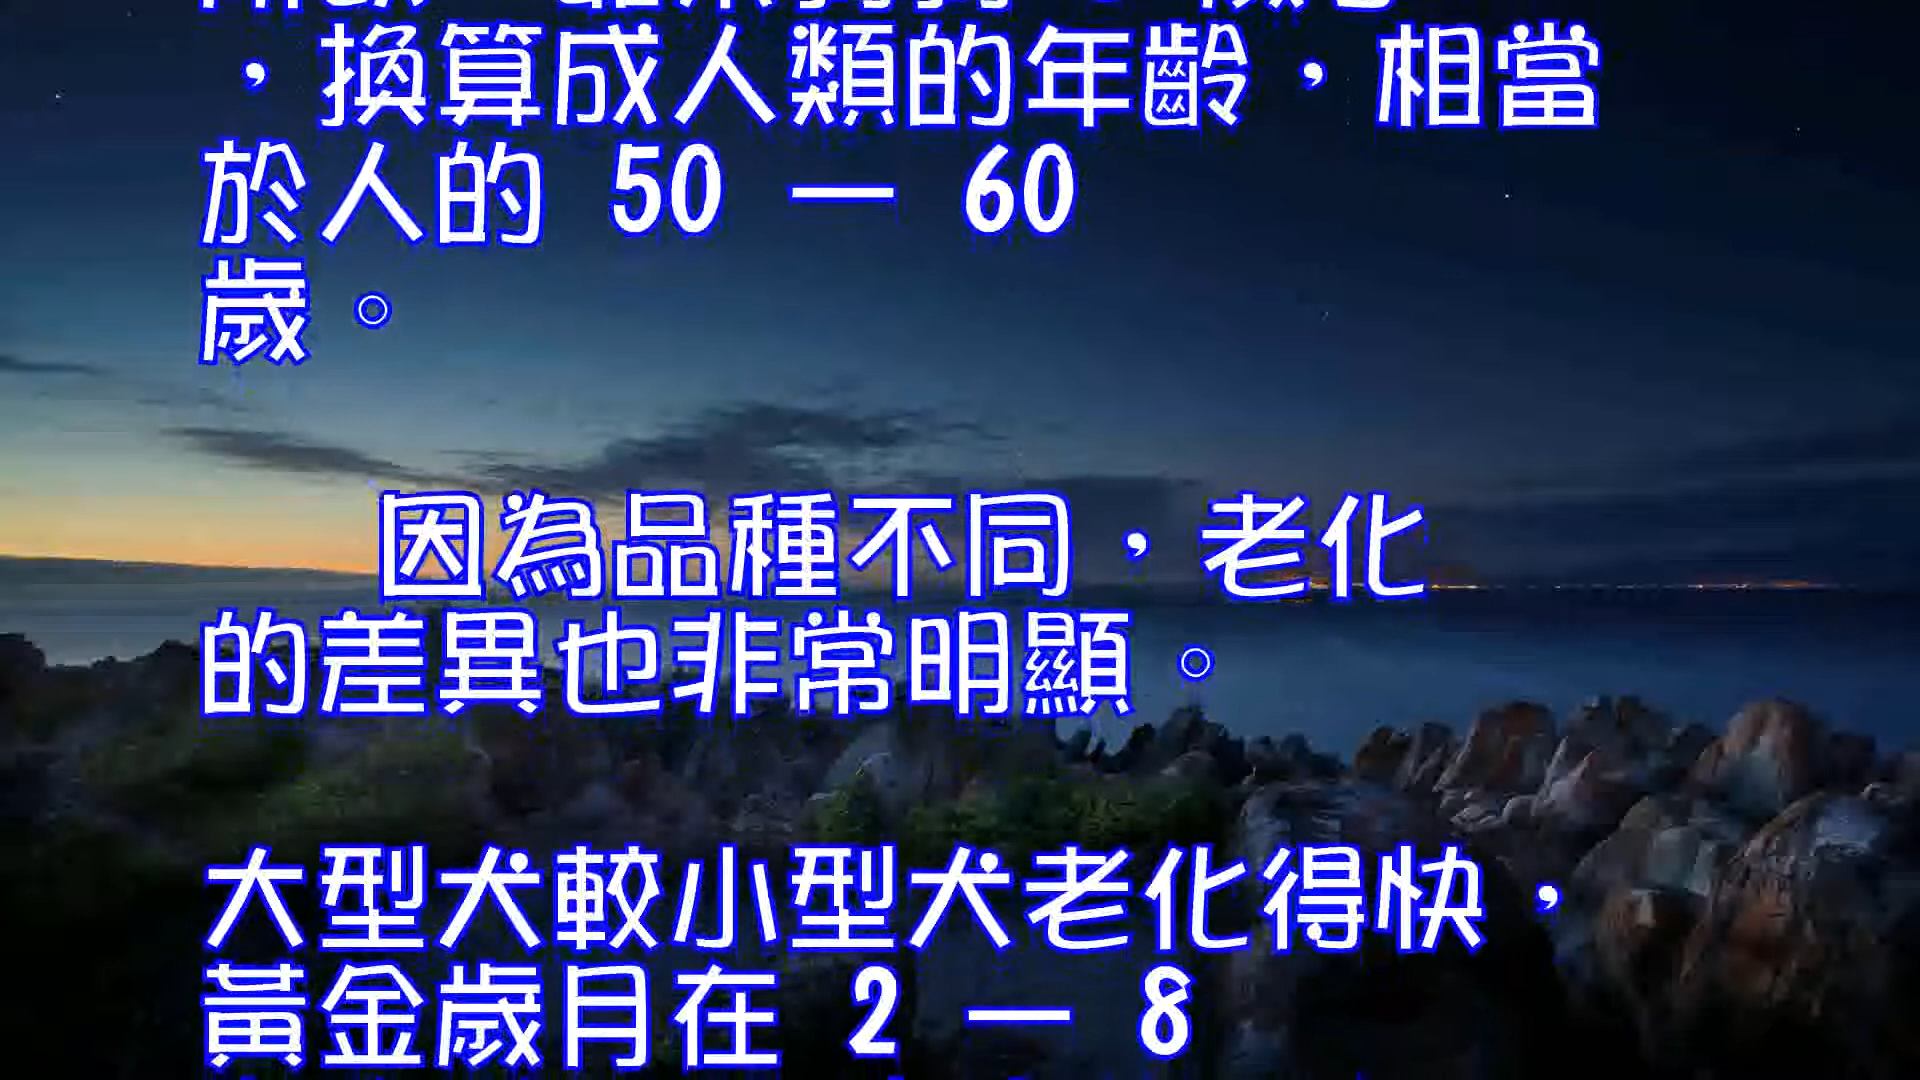 ，換算成人類的年齡，相當
於人的 50 — 60
歲。
因為品種不同，老化
的差異也非常明顯。
大型犬較小型犬老化得快，
黃金歲月在 2 — 8